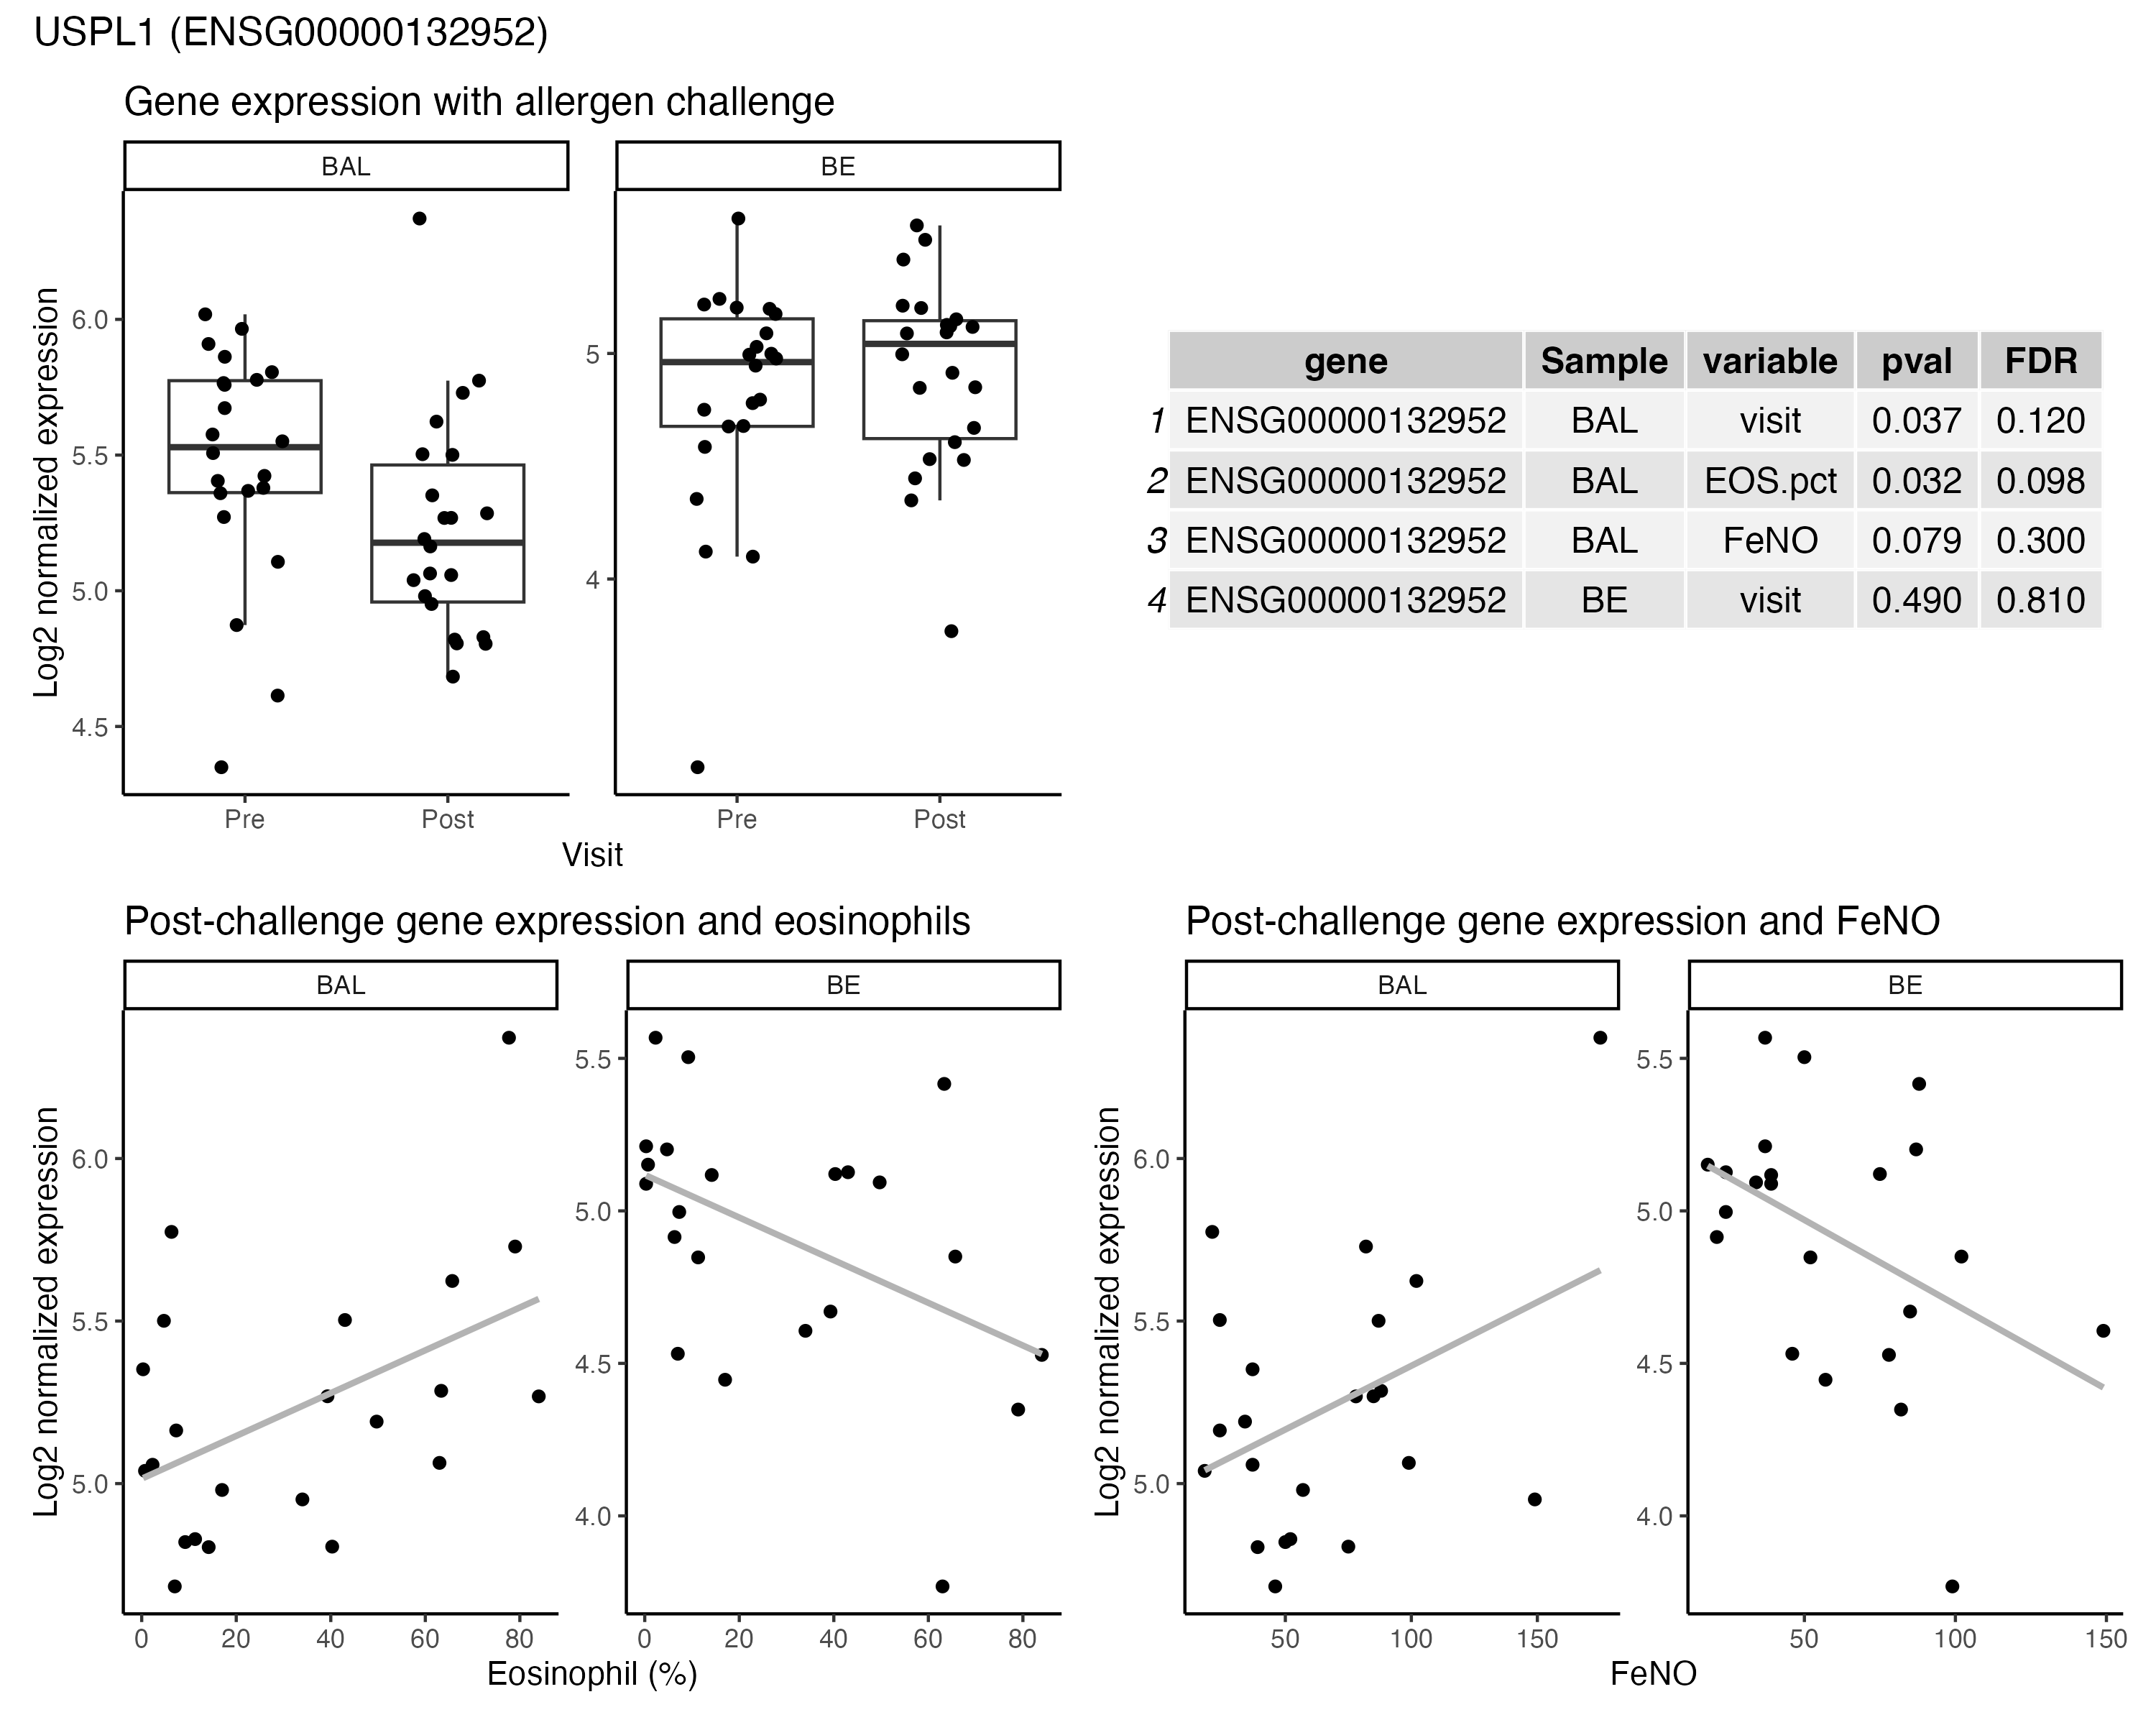 USPL1 (ENSG00000132952)
Gene expression with allergen challenge
BAL
BE
Log2 normalized expression
6.0
5.5
5.0
4.5
5
4
Pre
Post
Pre
Post
Visit
gene Sample variable pval FDR
1 ENSG00000132952 BAL visit 0.037 0.120
2 ENSG00000132952 BAL EOS.pct 0.032 0.098
3 ENSG00000132952 BAL FeNO 0.079 0.300
4 ENSG00000132952 BE visit 0.490 0.810
Post-challenge gene expression and eosinophils
BAL
BE
Log2 normalized expression
6.0
5.5
5.0
5.5
5.0
4.5
4.0
0 20 40 60 80
0 20 40 60 80
Eosinophil (%)
Post-challenge gene expression and FeNO
BAL
BE
Log2 normalized expression
6.0
5.5
5.0
5.5
5.0
4.5
4.0
50 100 150
50 100 150
FeNO